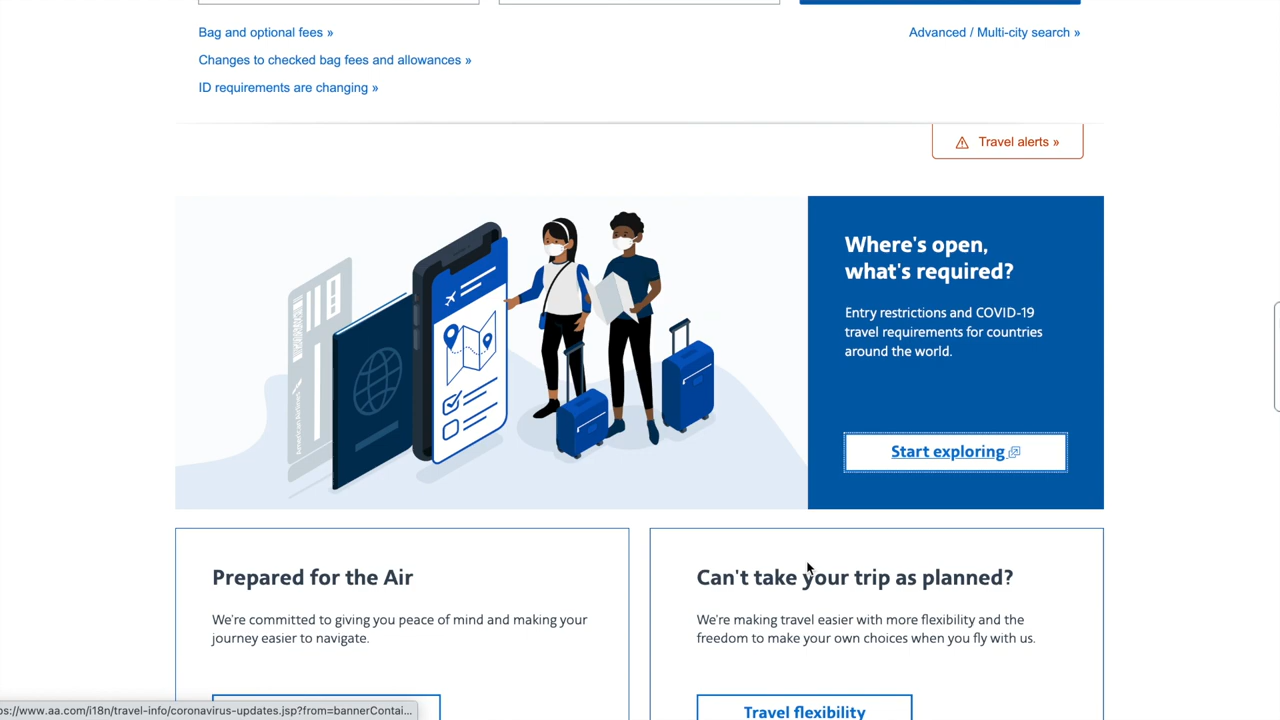 Bag and optional fees »
Advanced / Multi-city search »
Changes to checked bag fees and allowances »
ID requirements are changing »
Travel alerts »
Where's open,
what's required?
Entry restrictions and COVID-19
travel requirements for countries
around the world.
American Airlines
Start exploring
Prepared for the Air
We're committed to giving you peace of mind and making your
journey easier to navigate.
Can't take your trip as planned?
We're making travel easier with more flexibility and the
freedom to make your own choices when you fly with us.
Travel flexibility
ps://www.aa.com/i18n/travel-info/coronavirus-updates.jsp?from=bannerContai...